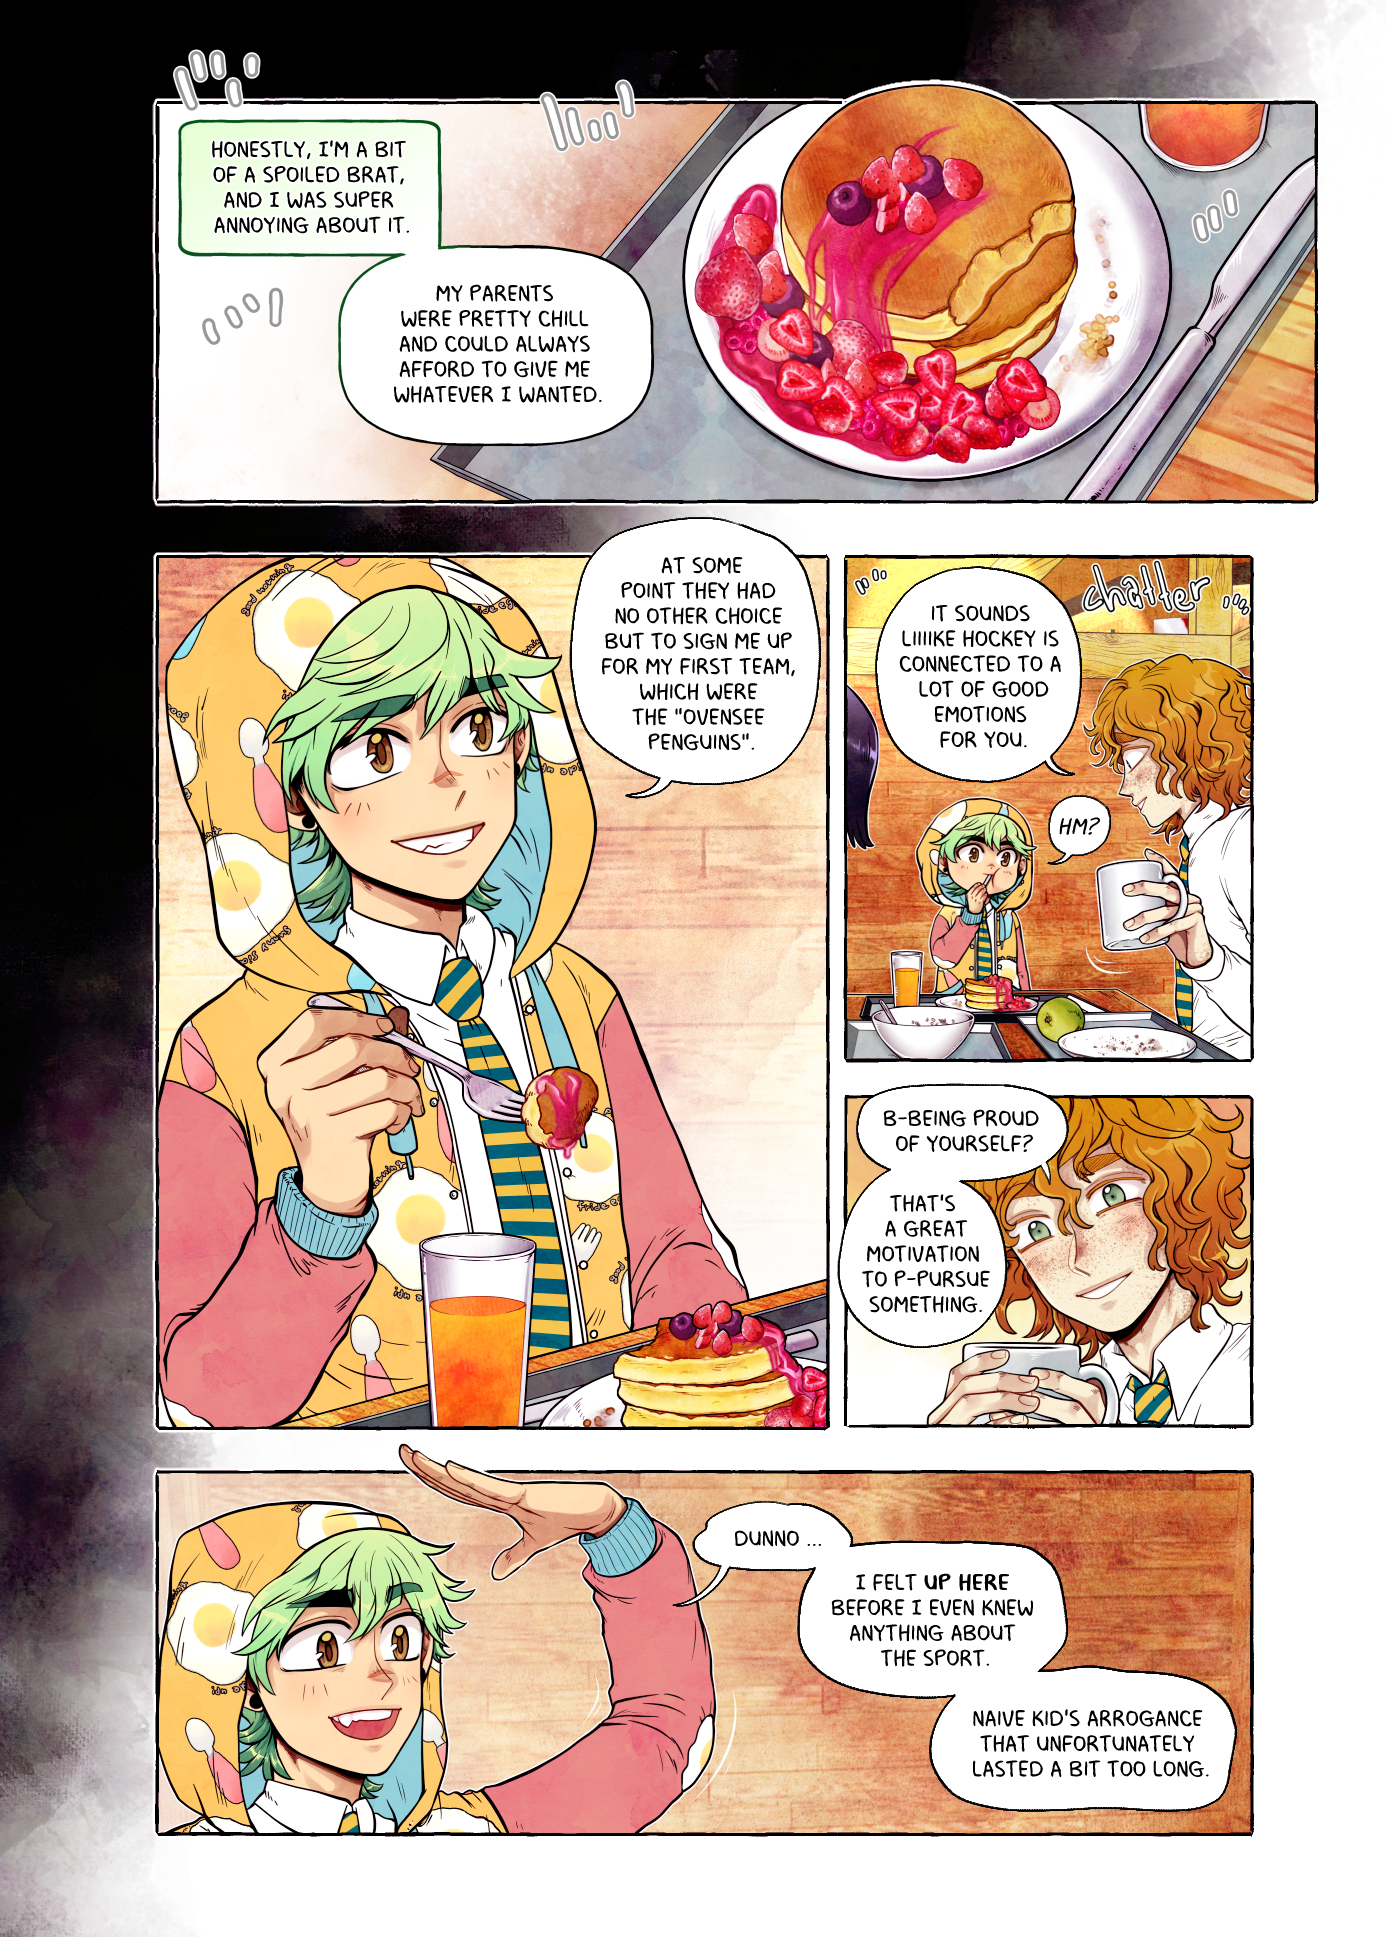 HONESTLY, I'M A BIT
OF A SPOILED BRAT,
AND I WAS SUPER
ANNOYING ABOUT IT.
MY PARENTS
WERE PRETTY CHILL
AND COULD ALWAYS
AFFORD TO GIVE ME
WHATEVER I WANTED.
AT SOME
POINT THEY HAD
NO OTHER CHOICE
BUT TO SIGN ME UP
FOR MY FIRST TEAM,
WHICH WERE
THE "OVENSEE
PENGUINS".
chatter
IT SOUNDS
LIIIIKE HOCKEY IS
CONNECTED TO A
LOT OF GOOD
EMOTIONS
FOR YOU.
HM?
B-BEING PROUD
OF YOURSELF?
THAT'S
A GREAT
MOTIVATION
TO P-PURSUE
SOMETHING.
DUNNO ...
I FELT UP HERE
BEFORE I EVEN KNEW
ANYTHING ABOUT
THE SPORT.
NAIVE KID'S ARROGANCE
THAT UNFORTUNATELY
LASTED A BIT TOO LONG.